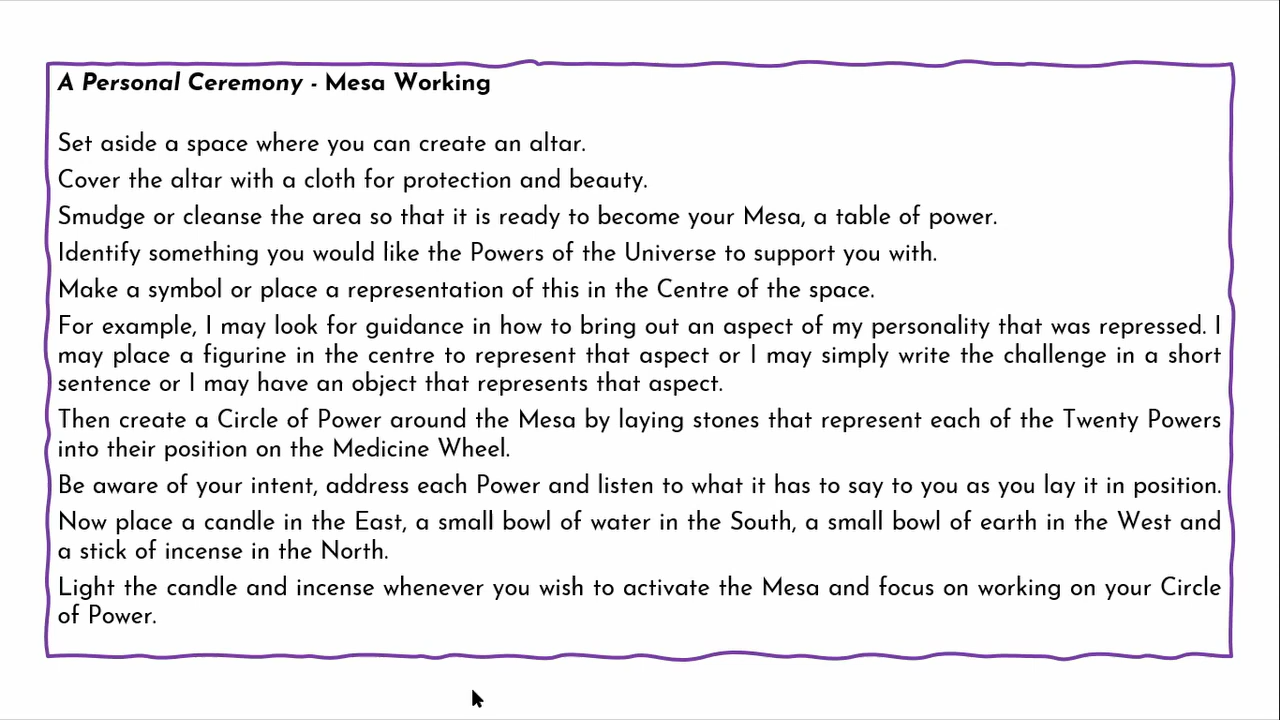 A Personal Ceremony - Mesa Working
Set aside a space where you can create an altar.
Cover the altar with a cloth for protection and beauty.
Smudge or cleanse the area so that it is ready to become your Mesa, a table of power.
Identify something you would like the Powers of the Universe to support you with.
Make a symbol or place a representation of this in the Centre of the space.
For example, I may look for guidance in how to bring out an aspect of my personality that was repressed. I
may place a figurine in the centre to represent that aspect or I may simply write the challenge in a short
sentence or I may have an object that represents that aspect.
Then create a Circle of Power around the Mesa by laying stones that represent each of the Twenty Powers
into their position on the Medicine Wheel.
Be aware of your intent, address each Power and listen to what it has to say to you as you lay it in position.
Now place a candle in the East, a small bowl of water in the South, a small bowl of earth in the West and
a stick of incense in the North.
Light the candle and incense whenever you wish to activate the Mesa and focus on working on your Circle
of Power.